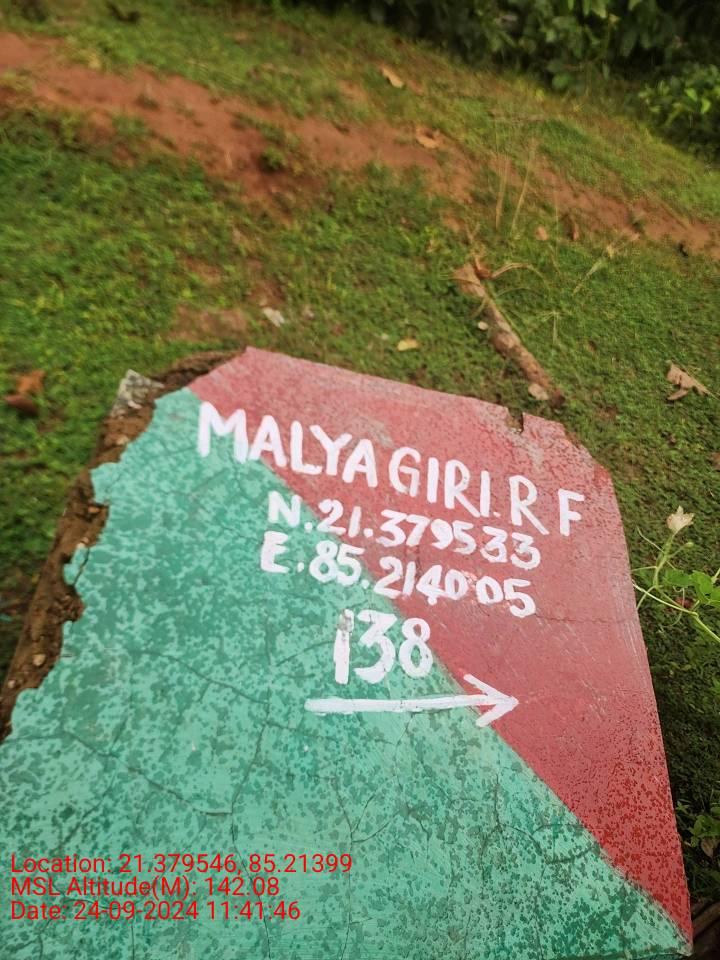 MALYAGIRI.R F
N.21.379533
E.85.214005
138
Location: 21.379546, 85.21399
MSL Altitude(M): 142.08
Date: 24-09-2024 11:41:46